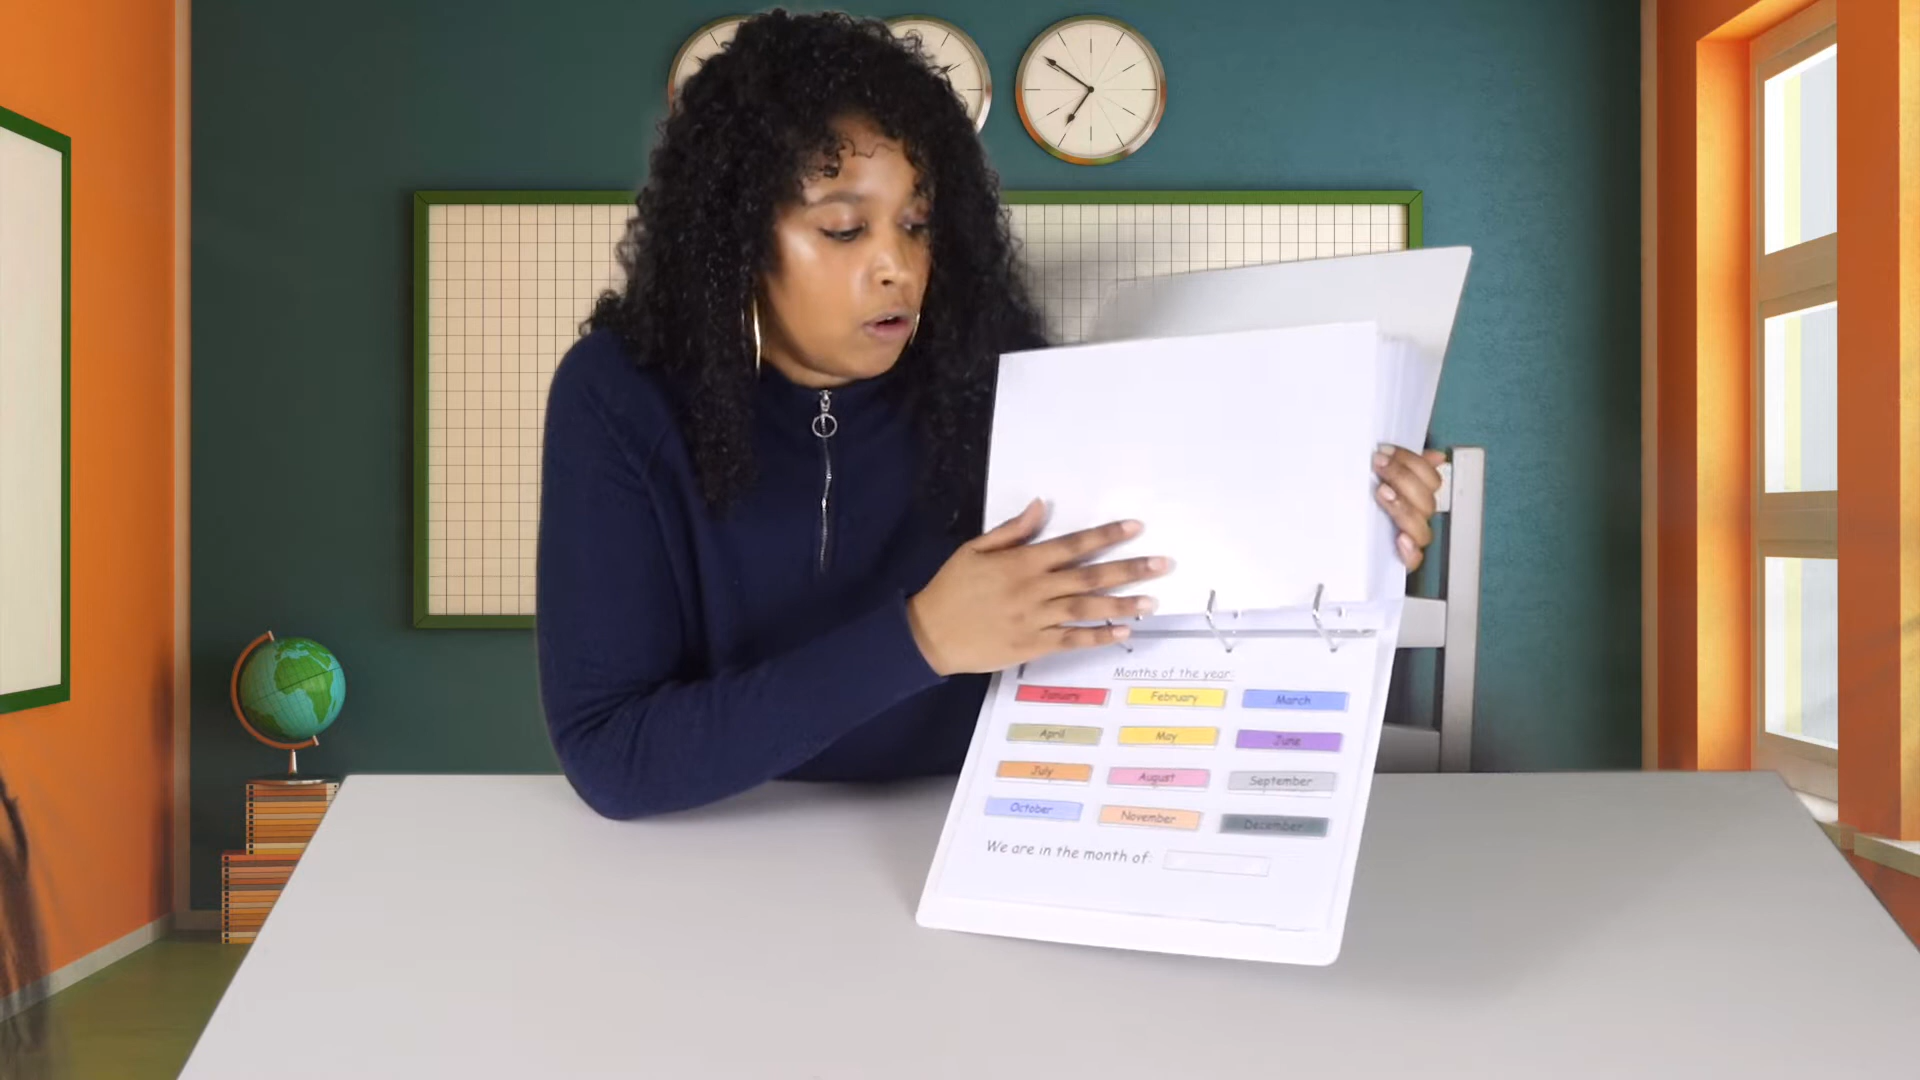 Months of the year:
January February March
April May June
July August September
October November December
We are in the month of: